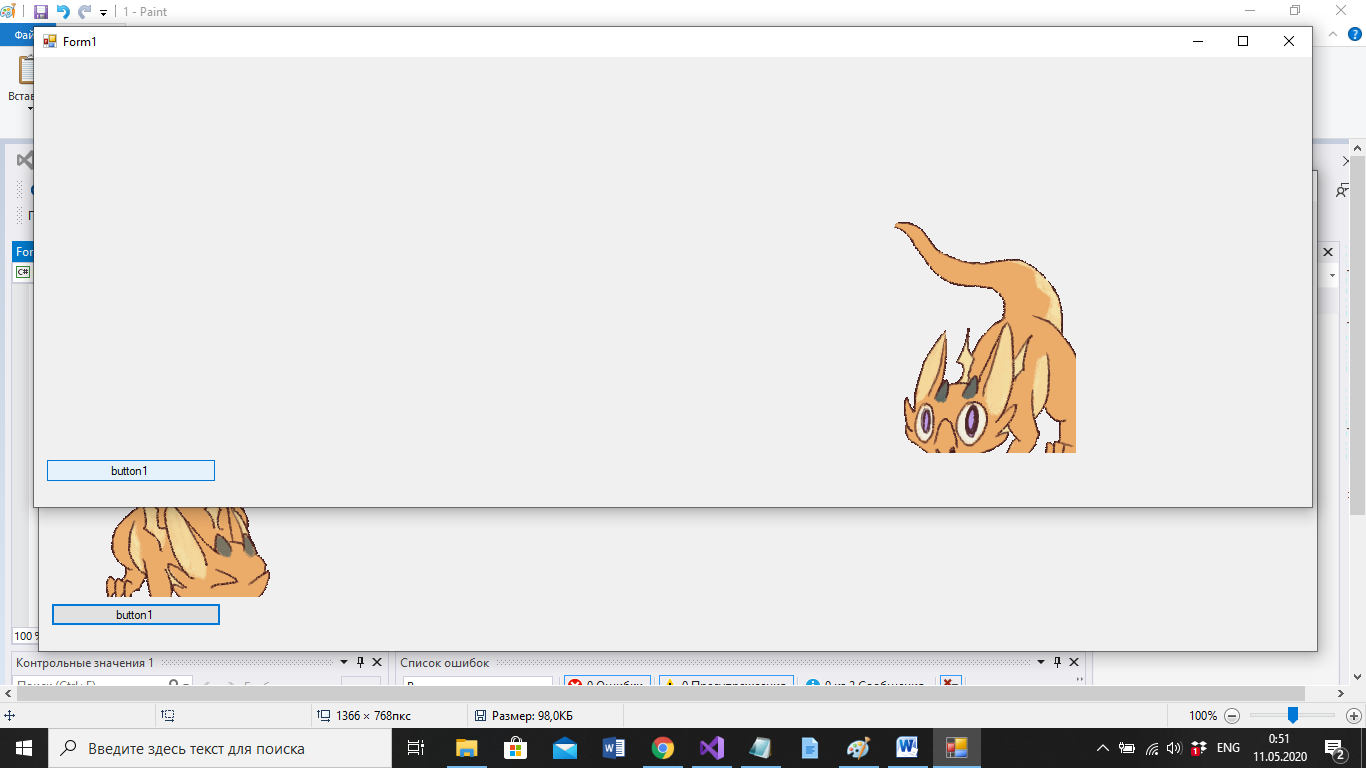 1 - Paint
Фай
Form1
Встав
For
C#
button1
button1
100 %
Контрольные значения 1
Список ошибок
Поиск (Ctrl+E)
0 Ошибки
0 Предупреждения
0 из 2 Сообщения
1366 × 768пкс
Размер: 98,0КБ
100%
Введите здесь текст для поиска
ENG
0:51
11.05.2020
2